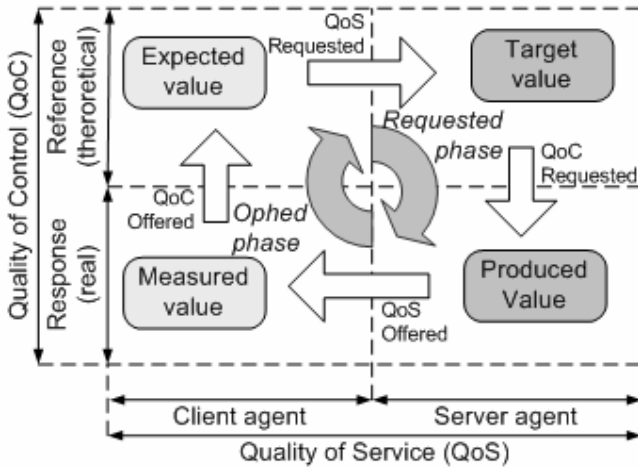 QoS
Requested
Expected
value
Target
value
Requested
phase
QoC
Requested
QoC
Offered
Ophed
phase
Measured
value
Produced
Value
QoS
Offered
Quality of Control (QoC)
Reference
(theroretical)
Response
(real)
Client agent
Server agent
Quality of Service (QoS)